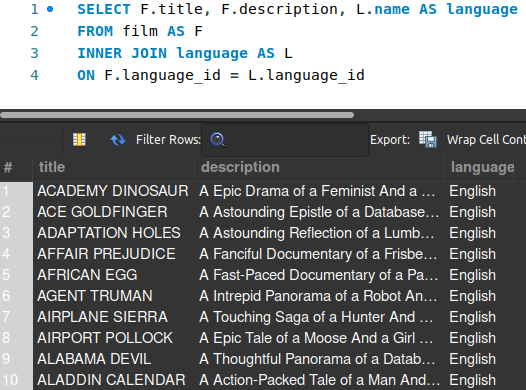 1 SELECT F.title, F.description, L.name AS language
2 FROM film AS F
3 INNER JOIN language AS L
4 ON F.language_id = L.language_id
Filter Rows: Export: Wrap Cell Cont
# title description language
1 ACADEMY DINOSAUR A Epic Drama of a Feminist And a ... English
2 ACE GOLDFINGER A Astounding Epistle of a Database... English
3 ADAPTATION HOLES A Astounding Reflection of a Lumb... English
4 AFFAIR PREJUDICE A Fanciful Documentary of a Frisbe... English
5 AFRICAN EGG A Fast-Paced Documentary of a Pa... English
6 AGENT TRUMAN A Intrepid Panorama of a Robot An... English
7 AIRPLANE SIERRA A Touching Saga of a Hunter And ... English
8 AIRPORT POLLOCK A Epic Tale of a Moose And a Girl ... English
9 ALABAMA DEVIL A Thoughtful Panorama of a Datab... English
10 ALADDIN CALENDAR A Action-Packed Tale of a Man And... English